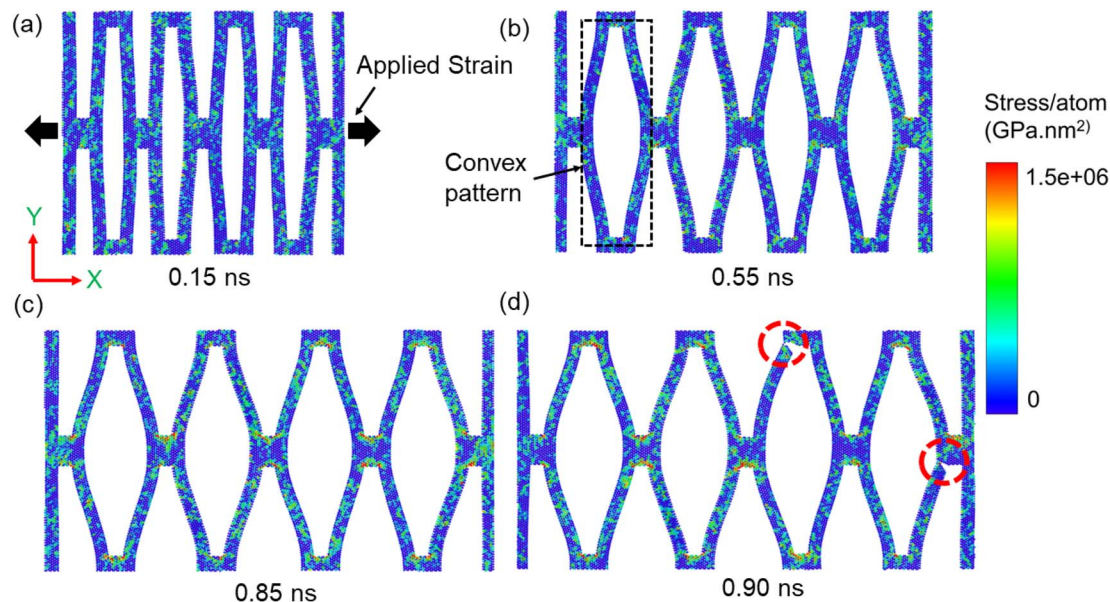 (a)
Applied Strain
Y
X
0.15 ns
(b)
Convex
pattern
0.55 ns
Stress/atom
(GPa.nm²)
1.5e+06
0
(c)
0.85 ns
(d)
0.90 ns